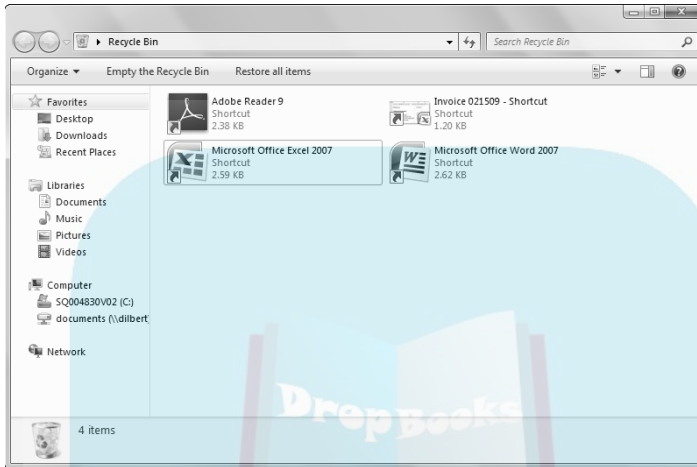 Recycle Bin
Search Recycle Bin
Organize Empty the Recycle Bin Restore all items
Favorites
Desktop
Downloads
Recent Places
Libraries
Documents
Music
Pictures
Videos
Computer
SQ004830V02 (C:)
documents (\\dilbert)
Network
Adobe Reader 9
Shortcut
2.38 KB
Invoice 021509 - Shortcut
Shortcut
1.20 KB
Microsoft Office Excel 2007
Shortcut
2.59 KB
Microsoft Office Word 2007
Shortcut
2.62 KB
DropBooks
4 items